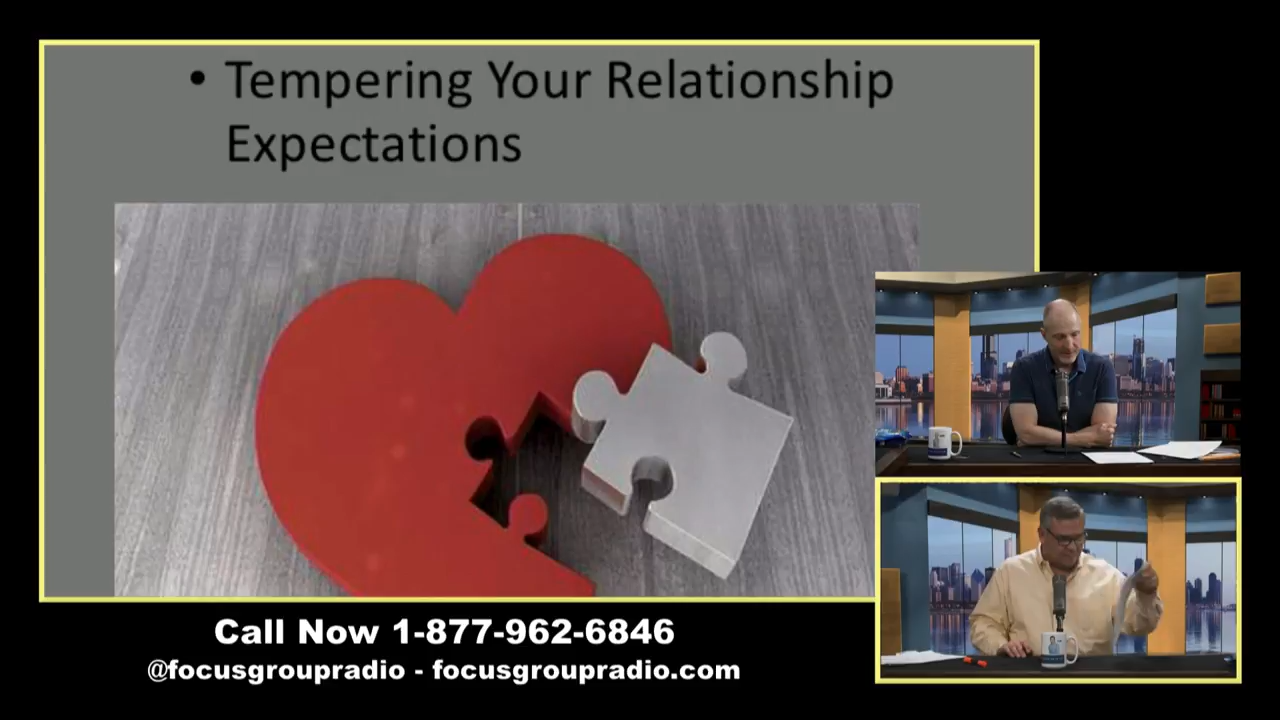 • Tempering Your Relationship
Expectations
Call Now 1-877-962-6846
@focusgroupradio - focusgroupradio.com